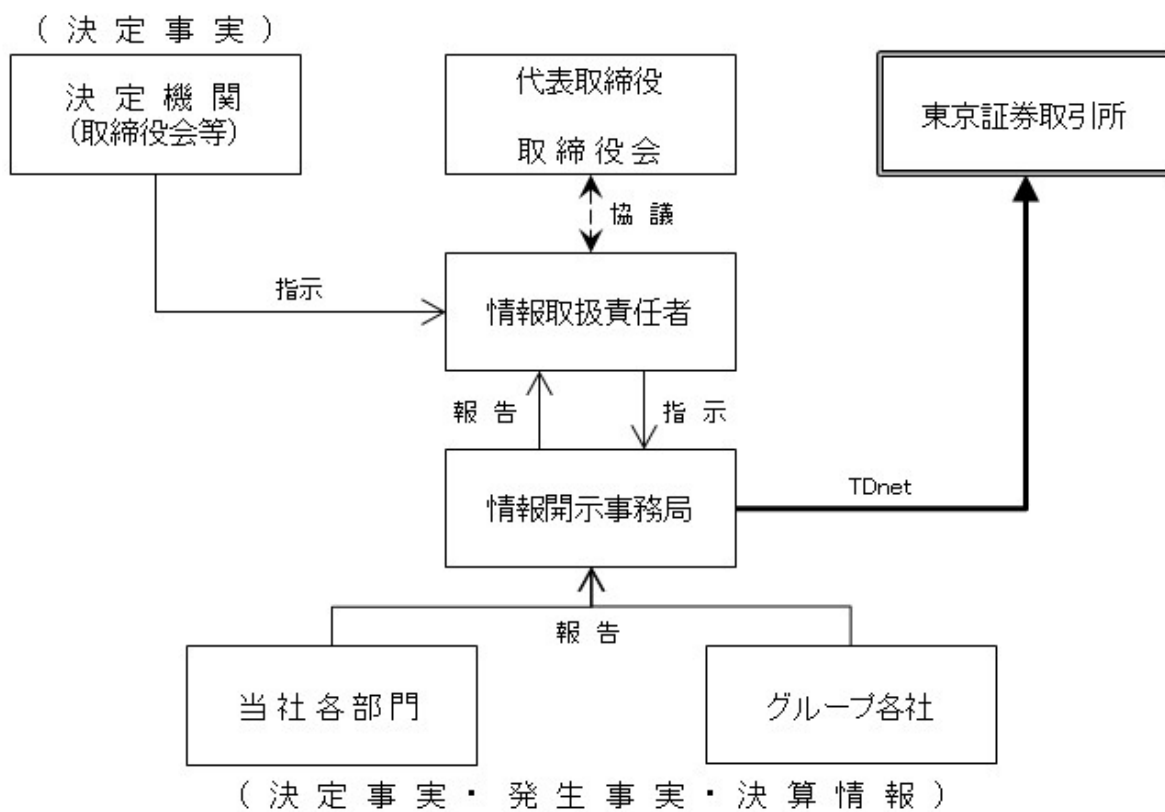 (決定事実)
決定機関
(取締役会等)
代表取締役
取締役会
東京証券取引所
協議
指示
情報取扱責任者
報告
指示
情報開示事務局
TDnet
報告
当社各部門
グループ各社
(決定事実・発生事実・決算情報)